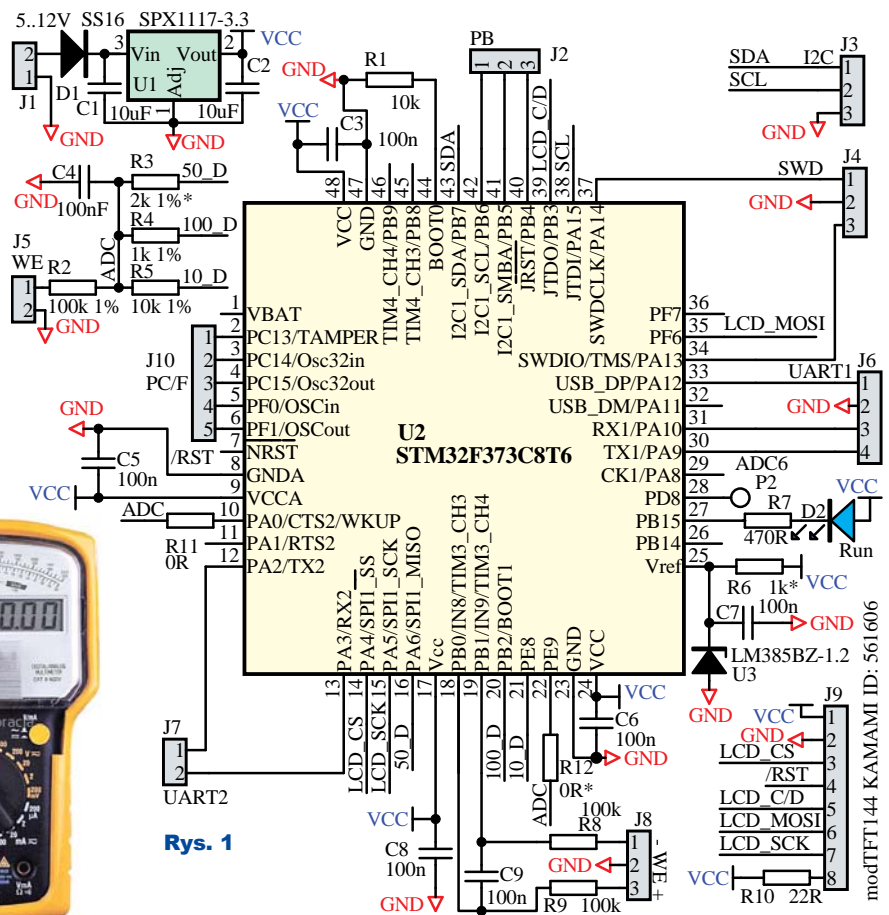 5..12V SS16 SPX1117-3.3
2 1 J1
D1
3 Vin Vout 2
U1 Adj 1
VCC
C1 10uF 10uF C2
GND GND
GND R1 10k
VCC
C3 100n
PB
1 2 3 J2
SDA I2C J3
SCL
1 2 3
GND
SWD J4
GND
1 2 3
C4 100nF GND
R3 50_D
2k 1%*
R4 100_D
1k 1%
ADC
J5 WE
1 2
R2 100k 1%
R5 10_D
10k 1%
GND
48 VCC
47 GND
46 TIM4_CH4/PB9
45 TIM4_CH3/PB8
44 BOOT0
43 SDA I2C1_SDA/PB7
42 I2C1_SCL/PB6
41 I2C1_SMBA/PB5
40 JRST/PB4
39 LCD_C/D JTDO/PB3
38 SCL JTDI/PA15
37 SWDCLK/PA14
1 VBAT
2 PC13/TAMPER
3 PC14/Osc32in
4 PC15/Osc32out
5 PF0/OSCin
6 PF1/OSCout
7 NRST
8 GNDA
9 VCCA
10 PA0/CTS2/WKUP
11 PA1/RTS2
12 PA2/TX2
J10 PC/F
1 2 3 4 5
GND
/RST
C5 100n
VCC
ADC
R11 0R
U2
STM32F373C8T6
PF7 36
PF6 35 LCD_MOSI
SWDIO/TMS/PA13 34
USB_DP/PA12 33
USB_DM/PA11 32
RX1/PA10 31
TX1/PA9 30
CK1/PA8 29
PD8 28
PB15 27
PB14 26
Vref 25
UART1 J6
GND
1 2 3 4
ADC6
P2
R7 470R
D2 VCC
Run
R6 1k*
VCC
C7 100n
GND
LM385BZ-1.2
U3
GND
13 PA3/RX2
14 PA4/SPI1_SS LCD_CS
15 PA5/SPI1_SCK LCD_SCK
16 PA6/SPI1_MISO 50_D
17 Vcc
18 PB0/IN8/TIM3_CH3
19 PB1/IN9/TIM3_CH4
20 PB2/BOOT1 100_D
21 PE8 10_D
22 PE9
23 GND
24 VCC
VCC
C6 100n
GND
J7
1 2
UART2
ADC
R12 0R*
VCC
C8 100n
GND
C9 100n
100k R8
R9 100k
GND
J8
1 2 3
-WE+
Rys. 1
J9
VCC 1
GND 2
LCD_CS 3
/RST 4
LCD_C/D 5
LCD_MOSI 6
LCD_SCK 7
8
VCC R10 22R
modTFT144 KAMAMI ID: 561606
0.00